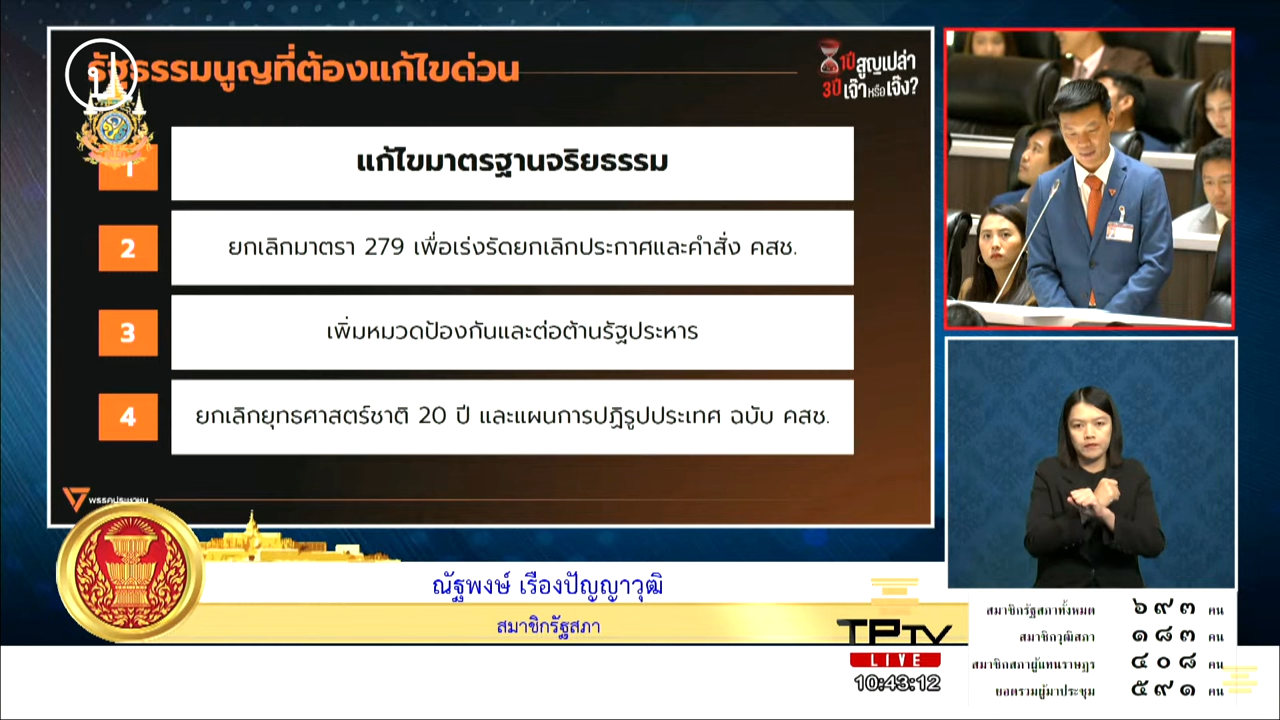 ป
รัฐธรรมนูญที่ต้องแก้ไขด่วน
1ปี สูญเปล่า
3ปี เจ๊า หรือ เจ๊ง?
1
แก้ไขมาตรฐานจริยธรรม
2
ยกเลิกมาตรา 279 เพื่อเร่งรัดยกเลิกประกาศและคำสั่ง คสช.
3
เพิ่มหมวดป้องกันและต่อต้านรัฐประหาร
4
ยกเลิกยุทธศาสตร์ชาติ 20 ปี และแผนการปฏิรูปประเทศ ฉบับ คสช.
พรรคประชาชน
ณัฐพงษ์ เรืองปัญญาวุฒิ
สมาชิกรัฐสภา
TPTV
LIVE
10:43:12
สมาชิกรัฐสภาทั้งหมด ๖๙๓ คน
สมาชิกวุฒิสภา ๑๘๓ คน
สมาชิกสภาผู้แทนราษฎร ๔๐๘ คน
ยอดรวมผู้มาประชุม ๕๙๑ คน